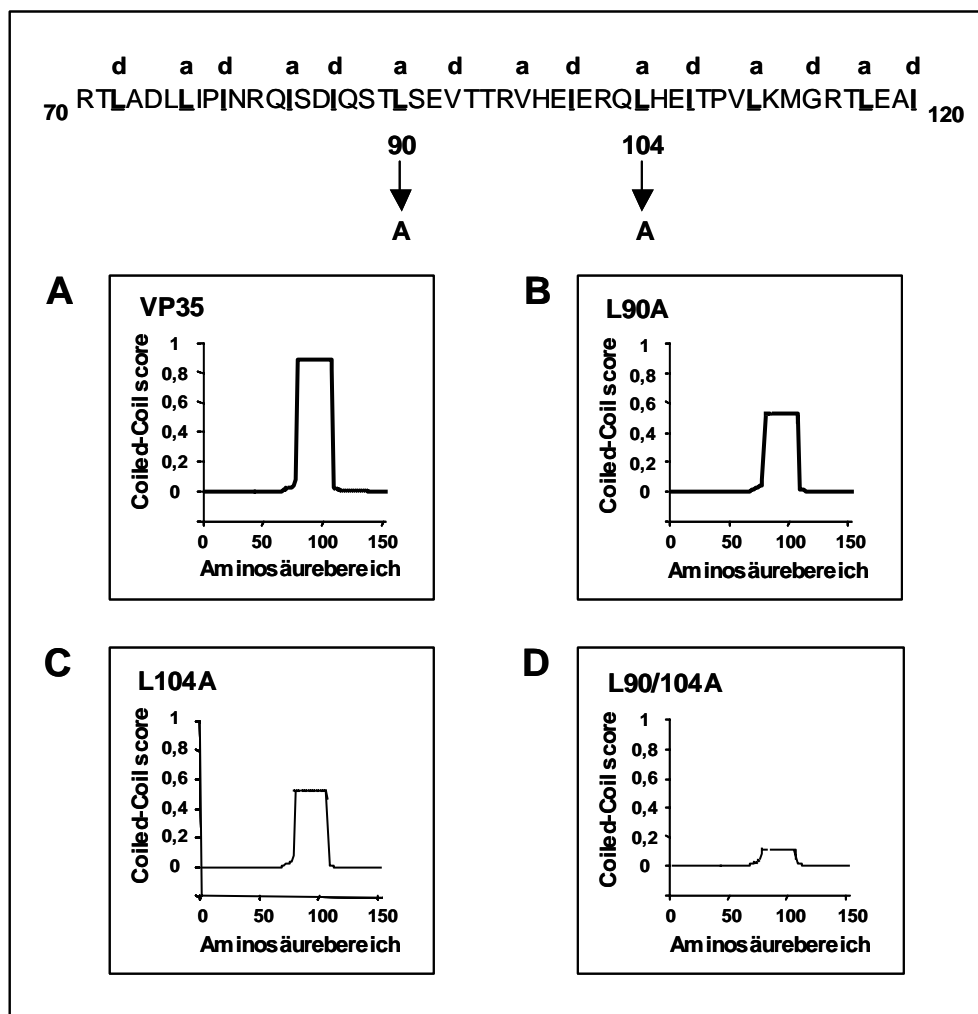 d a d a d a d a d a d a d a d
70 RTLADLLIPINRQISDIQSTLSEVTTRVHEIERQLHEITPVLKMGRTLEAI 120
90 104
A A
A
VP35
Coiled-Coil score
1
0,8
0,6
0,4
0,2
0
0 50 100 150
Aminosäurebereich
B
L90A
Coiled-Coil score
1
0,8
0,6
0,4
0,2
0
0 50 100 150
Aminosäurebereich
C
L104A
Coiled-Coil score
1
0,8
0,6
0,4
0,2
0
0 50 100 150
Aminosäurebereich
D
L90/104A
Coiled-Coil score
1
0,8
0,6
0,4
0,2
0
0 50 100 150
Aminosäurebereich